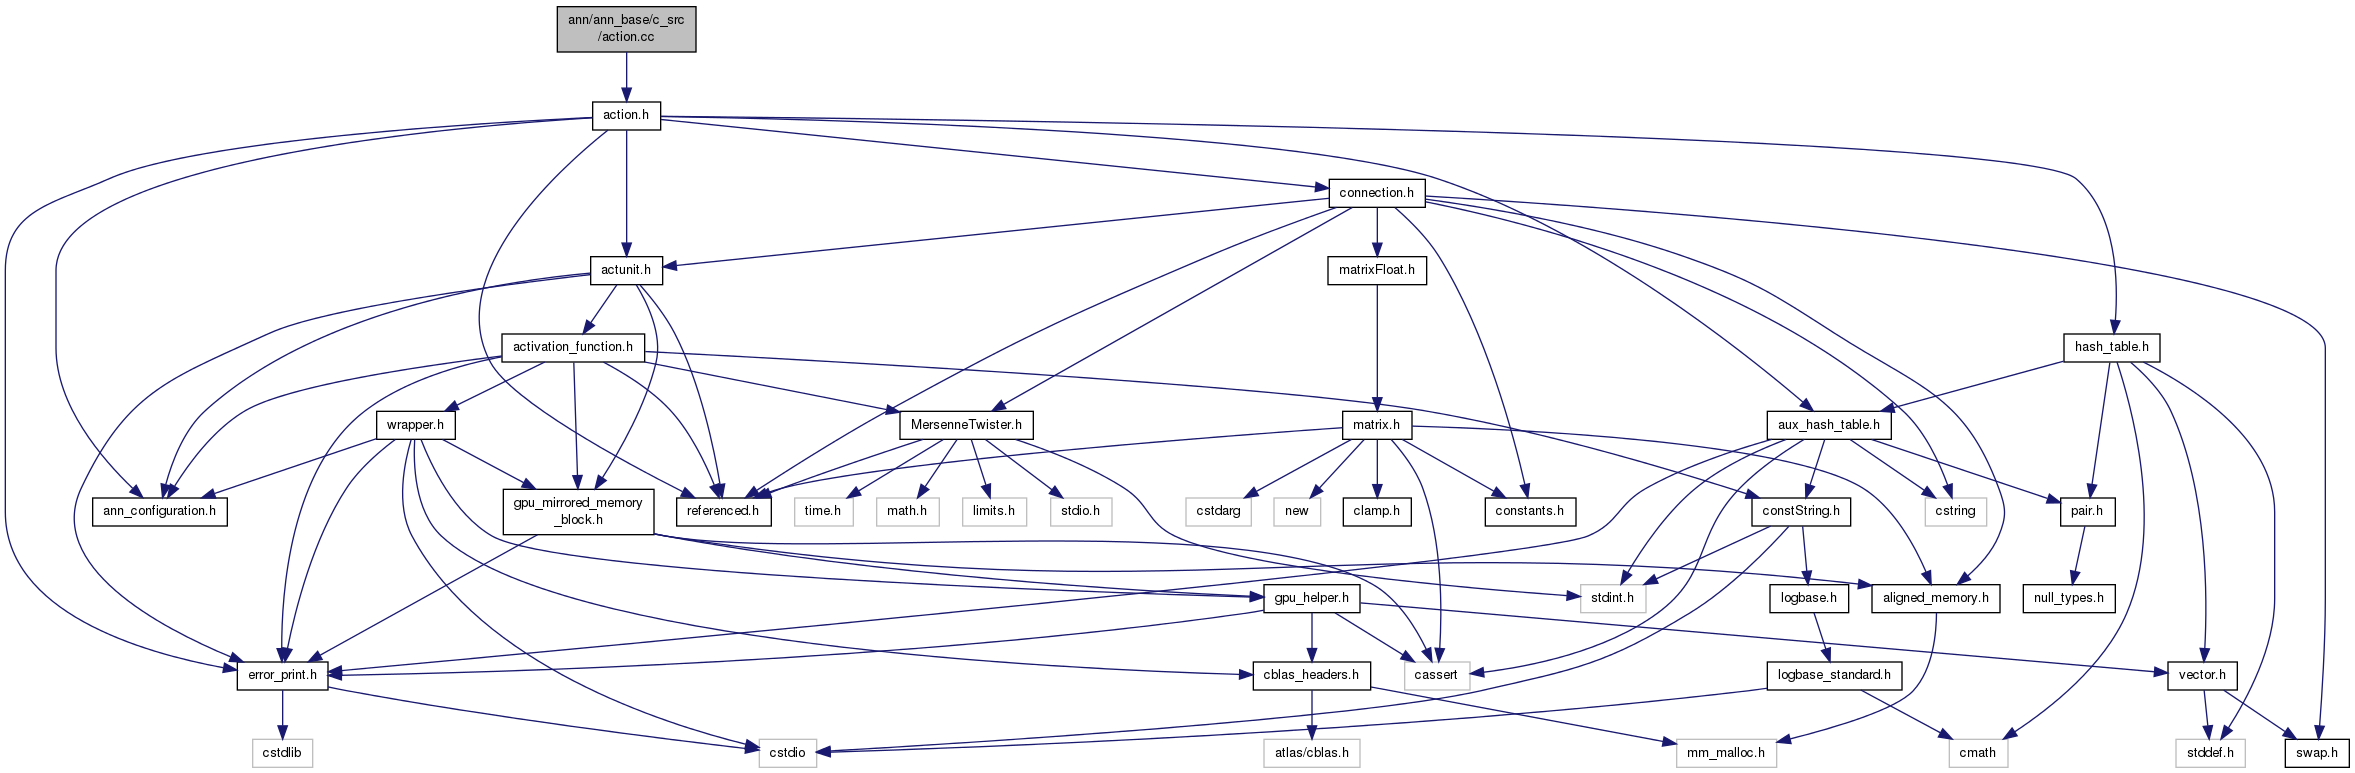 ann/ann_base/c_src
/action.cc
action.h
connection.h
actunit.h
matrixFloat.h
activation_function.h
hash_table.h
wrapper.h
MersenneTwister.h
matrix.h
aux_hash_table.h
ann_configuration.h
gpu_mirrored_memory
_block.h
referenced.h
time.h
math.h
limits.h
stdio.h
cstdarg
new
clamp.h
constants.h
constString.h
cstring
pair.h
gpu_helper.h
stdint.h
logbase.h
aligned_memory.h
null_types.h
error_print.h
cblas_headers.h
cassert
logbase_standard.h
vector.h
cstdlib
cstdio
atlas/cblas.h
mm_malloc.h
cmath
stddef.h
swap.h